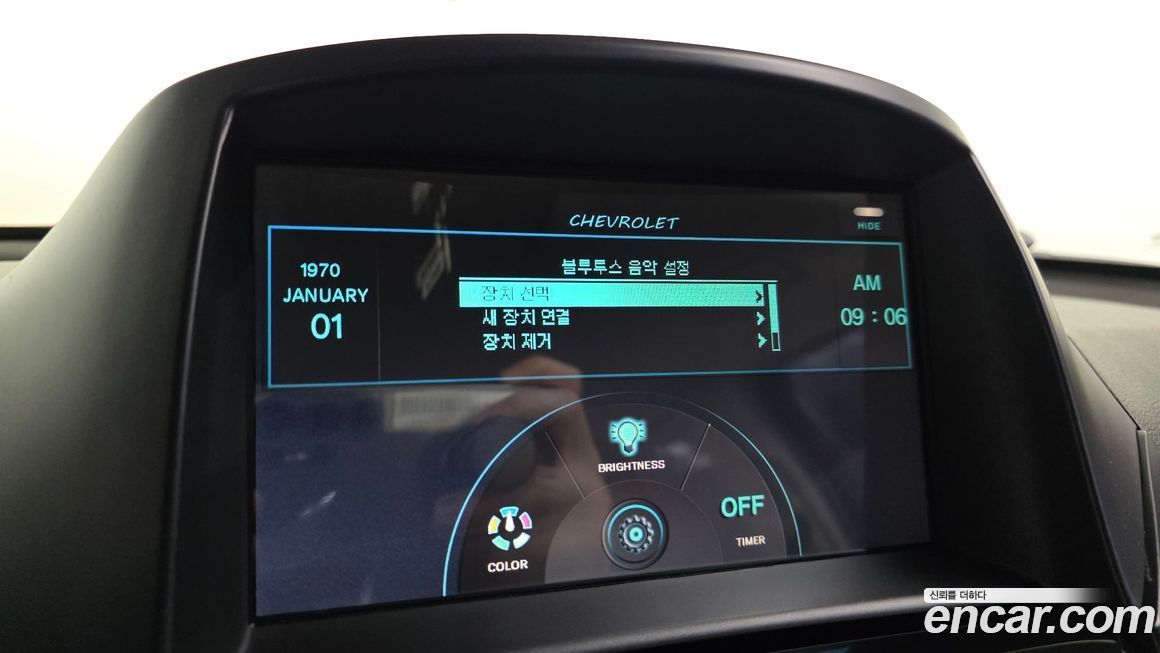 CHEVROLET
HIDE
1970
JANUARY
01
블루투스 음악 설정
장치 선택
새 장치 연결
장치 제거
AM
09 : 06
BRIGHTNESS
COLOR
OFF
TIMER
신뢰를 더하다
encar.com